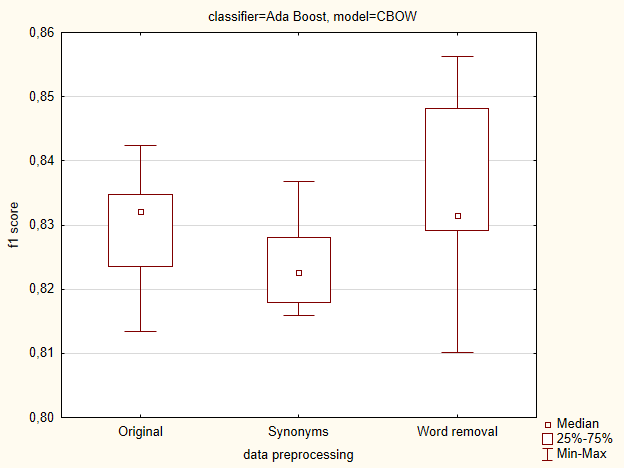 classifier=Ada Boost, model=CBOW
0,86
0,85
0,84
0,83
0,82
0,81
0,80
f1 score
Original Synonyms Word removal
data preprocessing
Median
25%-75%
Min-Max